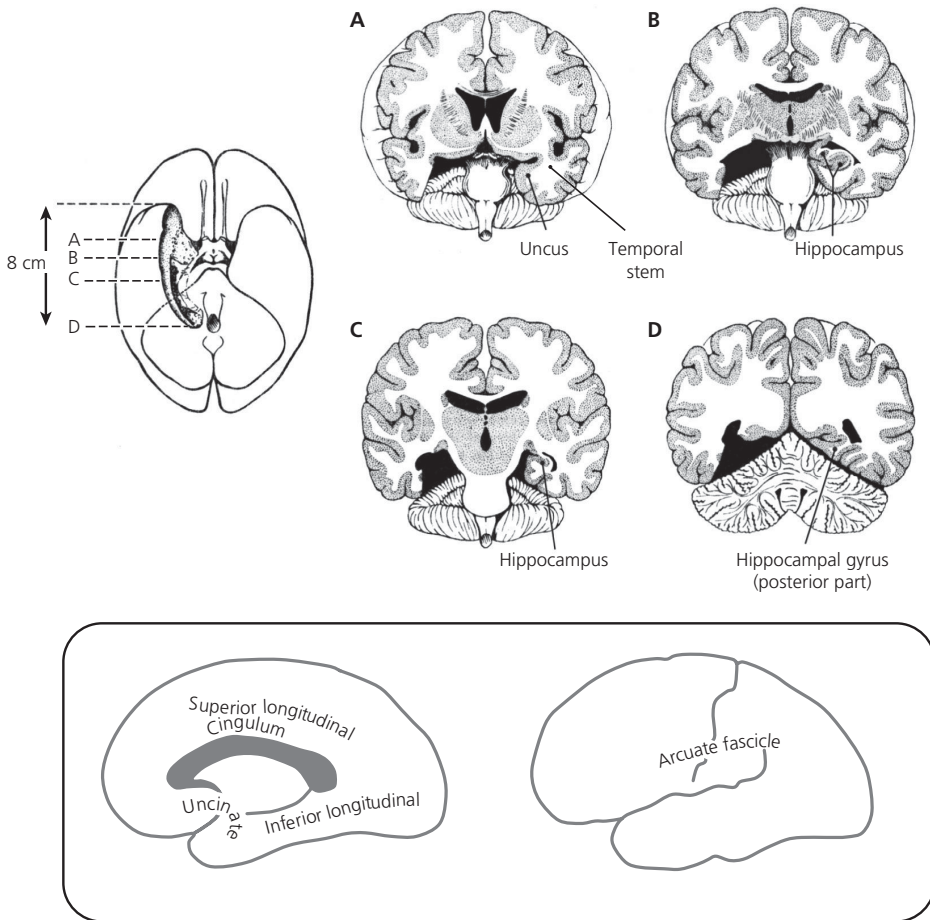 A
B
A
B
8 cm
C
D
Uncus
Temporal
stem
Hippocampus
C
D
Hippocampus
Hippocampal gyrus
(posterior part)
Superior longitudinal
Cingulum
Uncinate
Inferior longitudinal
Arcuate fascicle